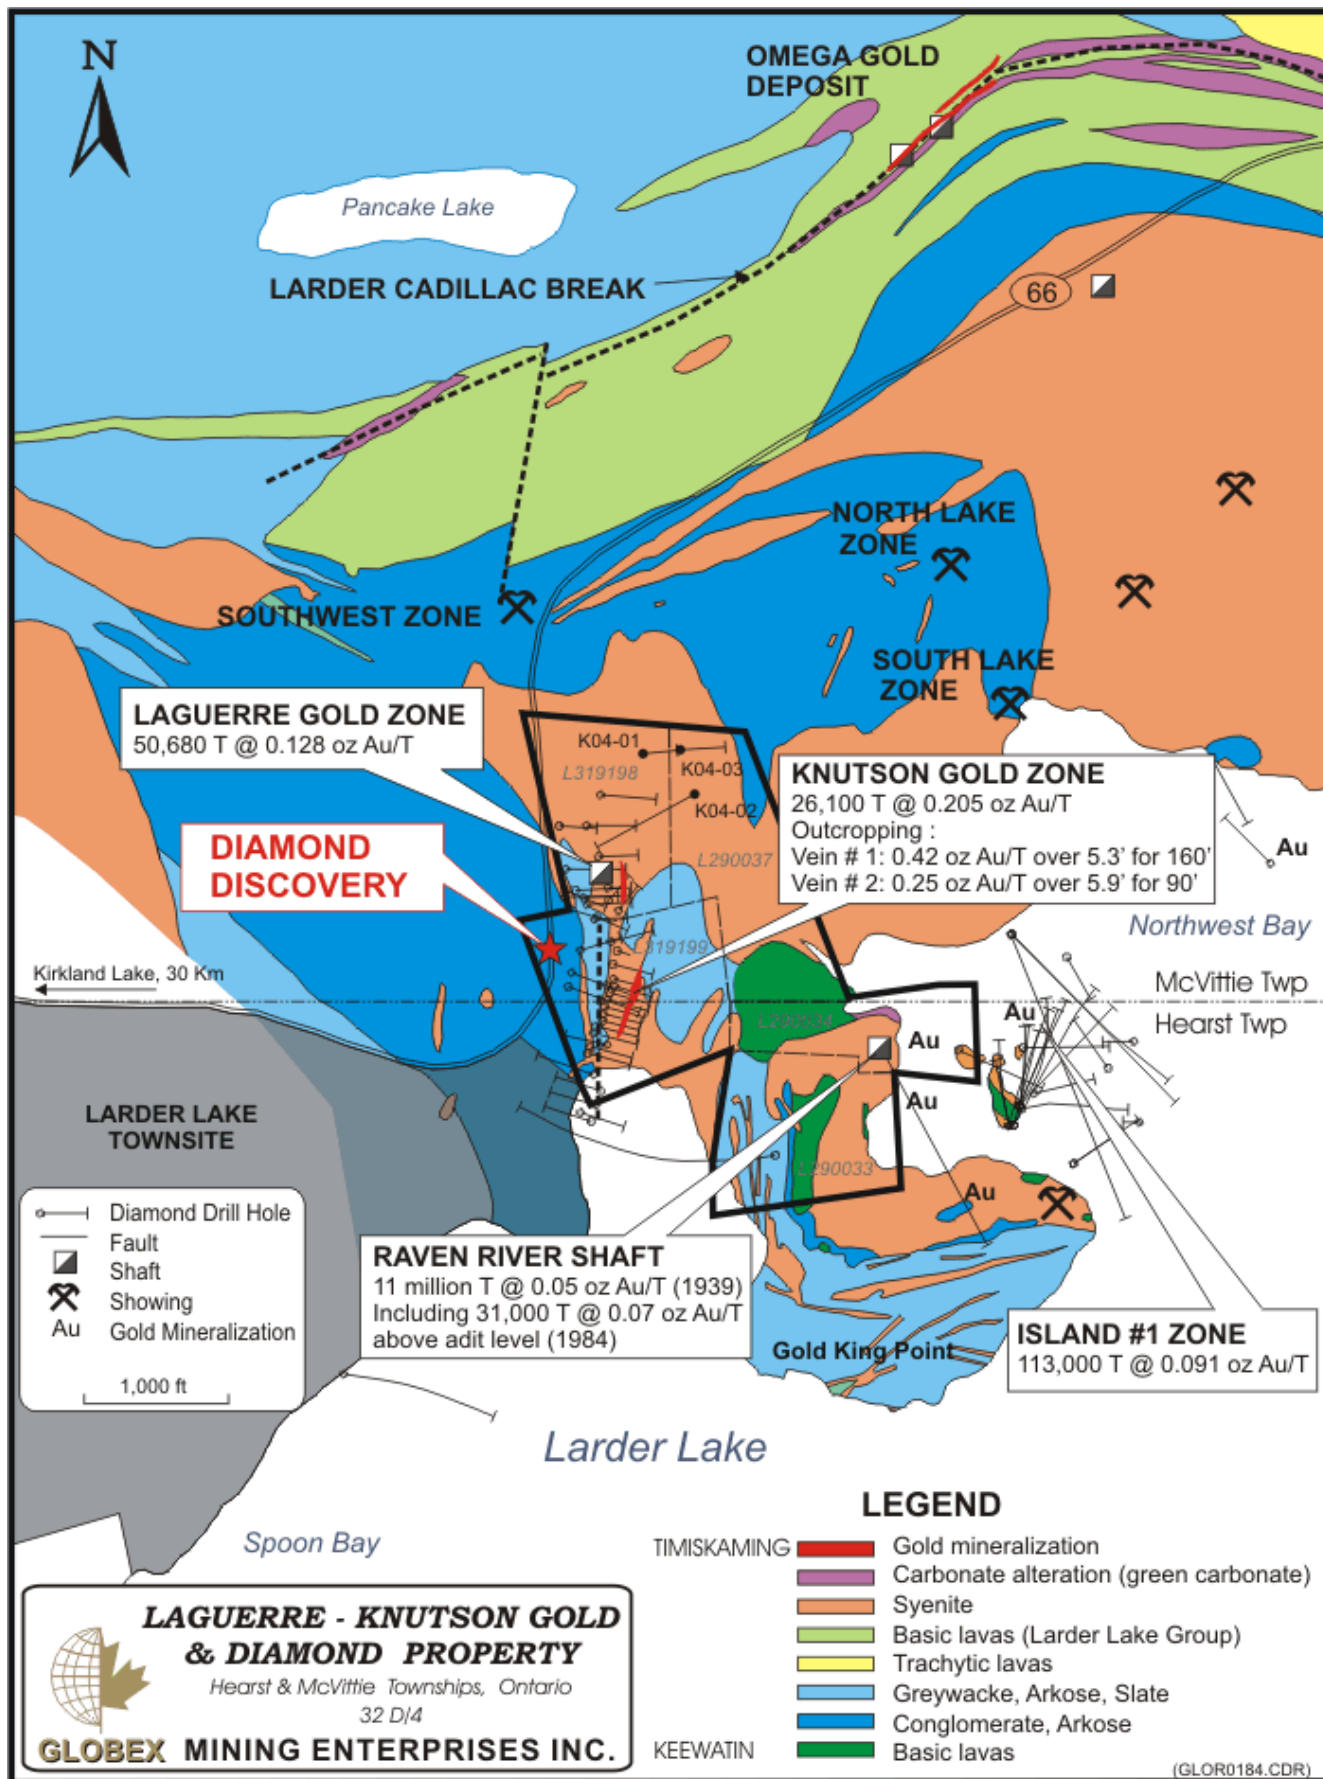 N
OMEGA GOLD
DEPOSIT
Pancake Lake
LARDER CADILLAC BREAK
66
NORTH LAKE
ZONE
SOUTHWEST ZONE
SOUTH LAKE
ZONE
LAGUERRE GOLD ZONE
50,680 T @ 0.128 oz Au/T
K04-01
K04-03
L319198
K04-02
KNUTSON GOLD ZONE
26,100 T @ 0.205 oz Au/T
Outcropping :
Vein # 1: 0.42 oz Au/T over 5.3' for 160'
Vein # 2: 0.25 oz Au/T over 5.9' for 90'
DIAMOND
DISCOVERY
L290037
Au
Northwest Bay
L319199
Kirkland Lake, 30 Km
McVittie Twp
Hearst Twp
L290034
Au
Au
Au
LARDER LAKE
TOWNSITE
L290033
Au
Diamond Drill Hole
Fault
Shaft
Showing
Au Gold Mineralization
1,000 ft
RAVEN RIVER SHAFT
11 million T @ 0.05 oz Au/T (1939)
Including 31,000 T @ 0.07 oz Au/T
above adit level (1984)
ISLAND #1 ZONE
113,000 T @ 0.091 oz Au/T
Gold King Point
Larder Lake
Spoon Bay
LEGEND
TIMISKAMING
Gold mineralization
Carbonate alteration (green carbonate)
Syenite
Basic lavas (Larder Lake Group)
Trachytic lavas
Greywacke, Arkose, Slate
Conglomerate, Arkose
KEEWATIN
Basic lavas
LAGUERRE - KNUTSON GOLD
& DIAMOND PROPERTY
Hearst & McVittie Townships, Ontario
32 D/4
GLOBEX MINING ENTERPRISES INC.
(GLOR0184.CDR)